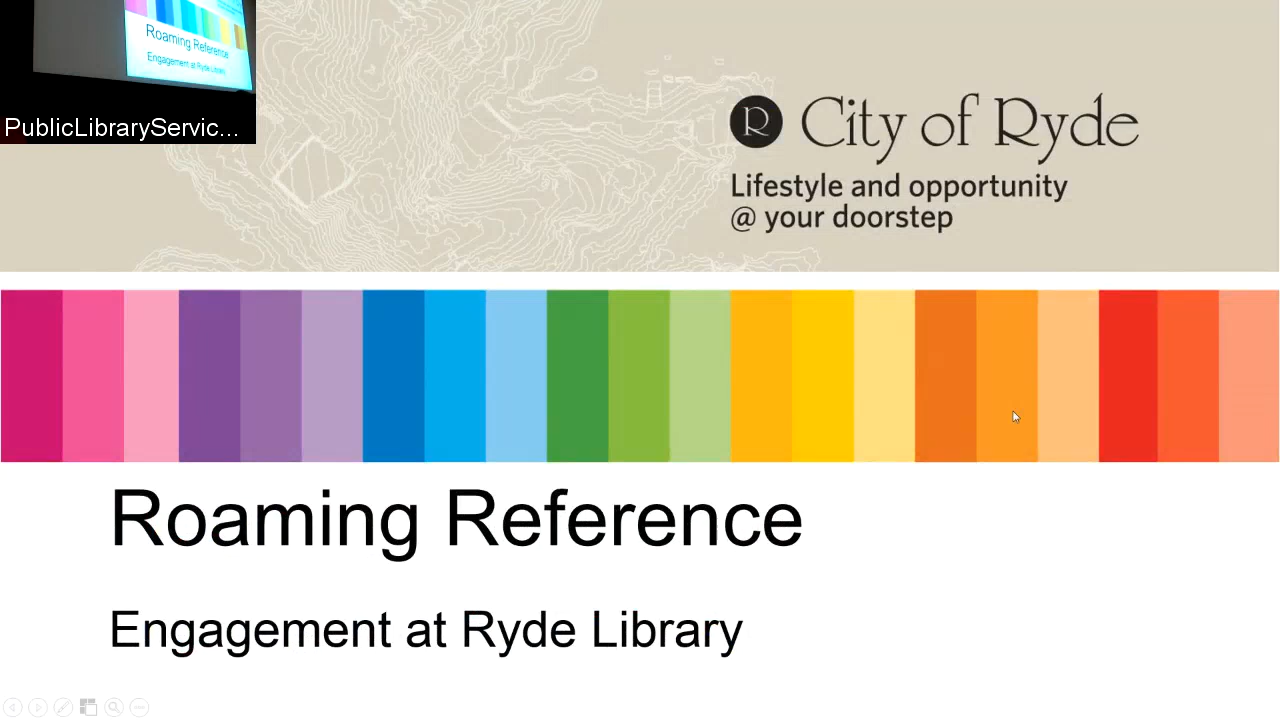 Roaming Reference
Engagement at Ryde Library
PublicLibraryServic...
R City of Ryde
Lifestyle and opportunity
@ your doorstep
Roaming Reference
Engagement at Ryde Library